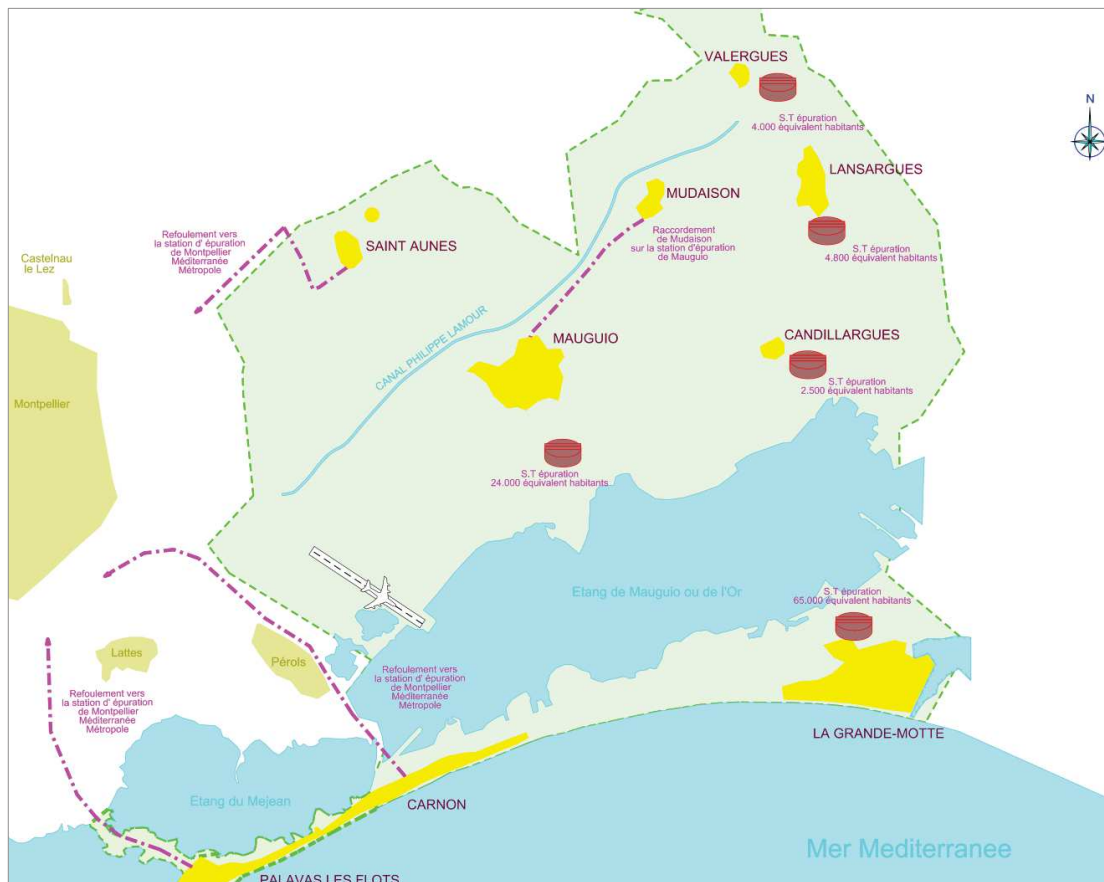 VALERGUES
N
S.T épuration
4.000 équivalent habitants
LANSARGUES
MUDAISON
Refoulement vers
la station d' épuration
de Montpellier
Méditerranée
Métropole
SAINT AUNES
Raccordement
de Mudaison
sur la station d'épuration
de Mauguio
S.T épuration
4.800 équivalent habitants
Castelnau
le Lez
CANAL PHILIPPE LAMOUR
MAUGUIO
CANDILLARGUES
S.T épuration
2.500 équivalent habitants
Montpellier
S.T épuration
24.000 équivalent habitants
Etang de Mauguio ou de l'Or
S.T épuration
65.000 équivalent habitants
Lattes
Pérols
Refoulement vers
la station d' épuration
de Montpellier
Méditerranée
Métropole
Refoulement vers
la station d' épuration
de Montpellier
Méditerranée
Métropole
LA GRANDE-MOTTE
Etang du Mejean
CARNON
Mer Mediterranee
PALAVAS LES FLOTS